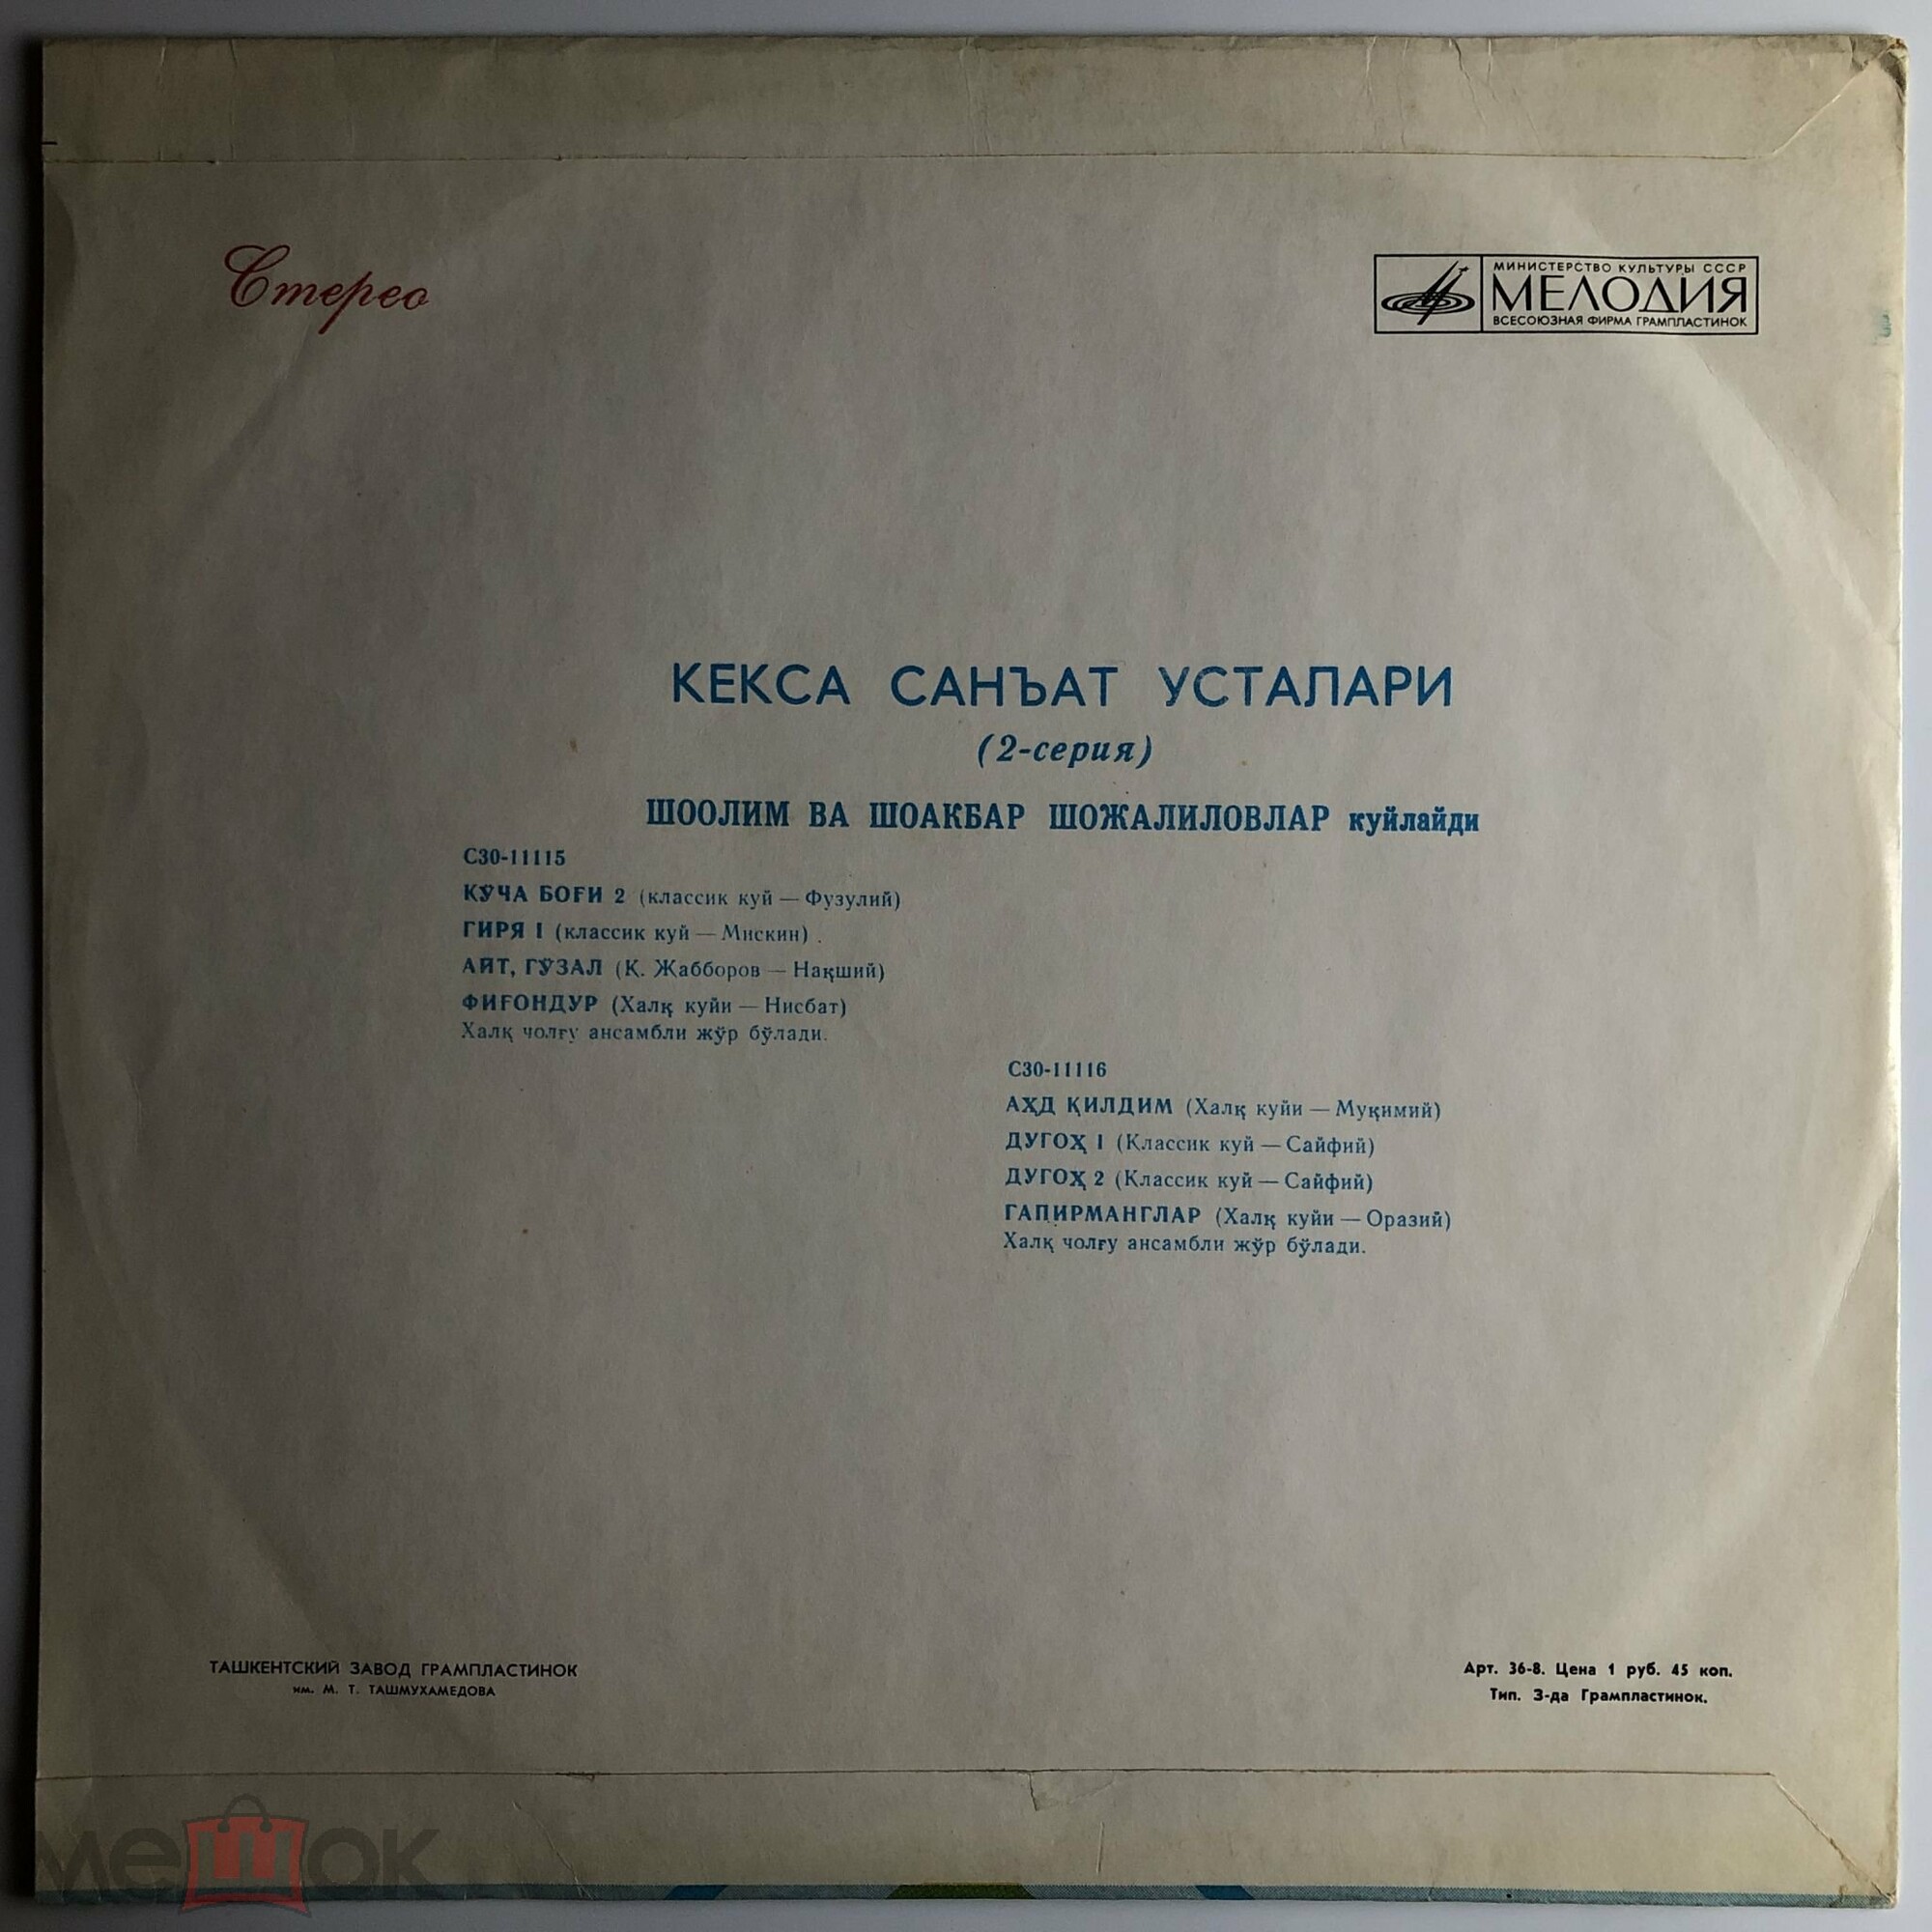 Стерео
МИНИСТЕРСТВО КУЛЬТУРЫ СССР
МЕЛОДИЯ
ВСЕСОЮЗНАЯ ФИРМА ГРАМПЛАСТИНОК
КЕКСА САНЪАТ УСТАЛАРИ
(2-серия)
ШООЛИМ ВА ШОАКБАР ШОЖАЛИЛОВЛАР куйлайди
С30-11115
КЎЧА БОҒИ 2 (классик куй — Фузулий)
ГИРЯ 1 (классик куй — Мискин).
АЙТ, ГЎЗАЛ (К. Жабборов — Нақший)
ФИҒОНДУР (Халқ куйи — Нисбат)
Халқ чолғу ансамбли жўр бўлади.
С30-11116
АҲД ҚИЛДИМ (Халқ куйи — Муқимий)
ДУГОҲ 1 (Классик куй — Сайфий)
ДУГОҲ 2 (Классик куй — Сайфий)
ГАПИРМАНГЛАР (Халқ куйи — Оразий)
Халқ чолғу ансамбли жўр бўлади.
ТАШКЕНТСКИЙ ЗАВОД ГРАМПЛАСТИНОК
им. М. Т. ТАШМУХАМЕДОВА
Арт. 36-8. Цена 1 руб. 45 коп.
Тип. З-да Грампластинок.
мешок